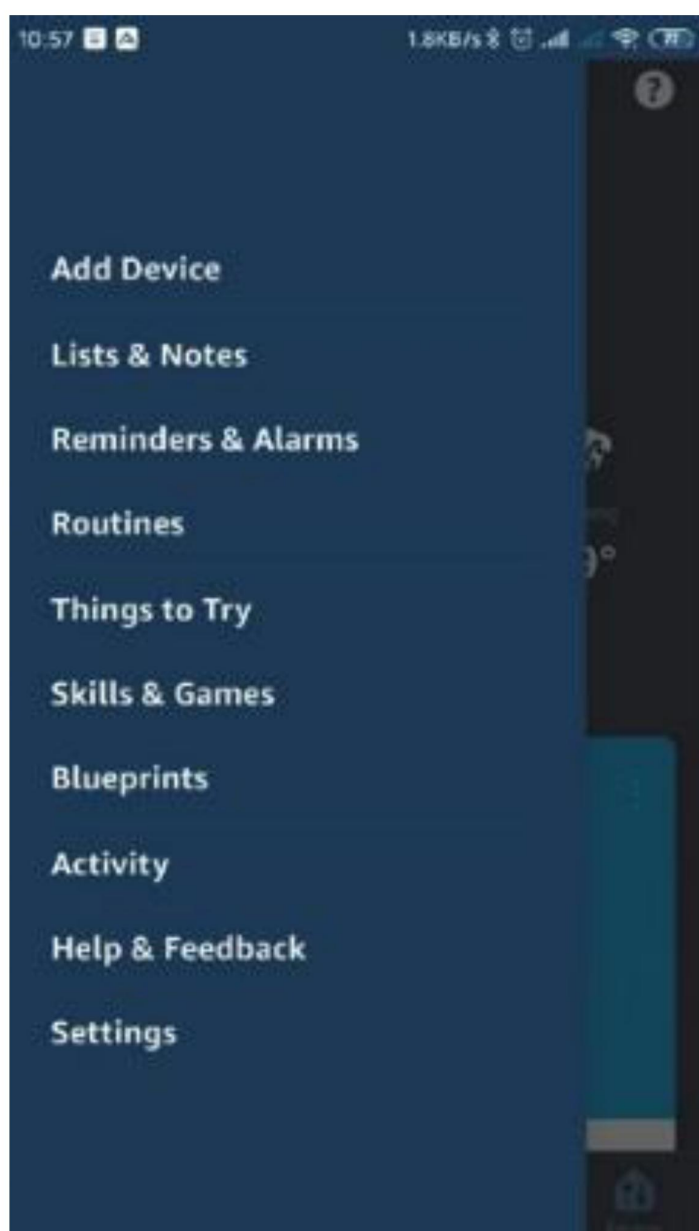 10:57 1.8KB/s
?
Add Device
Lists & Notes
Reminders & Alarms
Routines
9°
Things to Try
Skills & Games
Blueprints
Activity
Help & Feedback
Settings